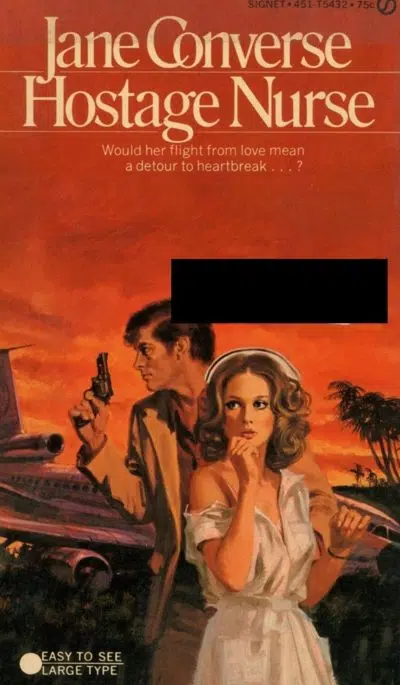 SIGNET • 451-T5432 • 75c
Jane Converse
Hostage Nurse
Would her flight from love mean
a detour to heartbreak . . . ?
EASY TO SEE
LARGE TYPE